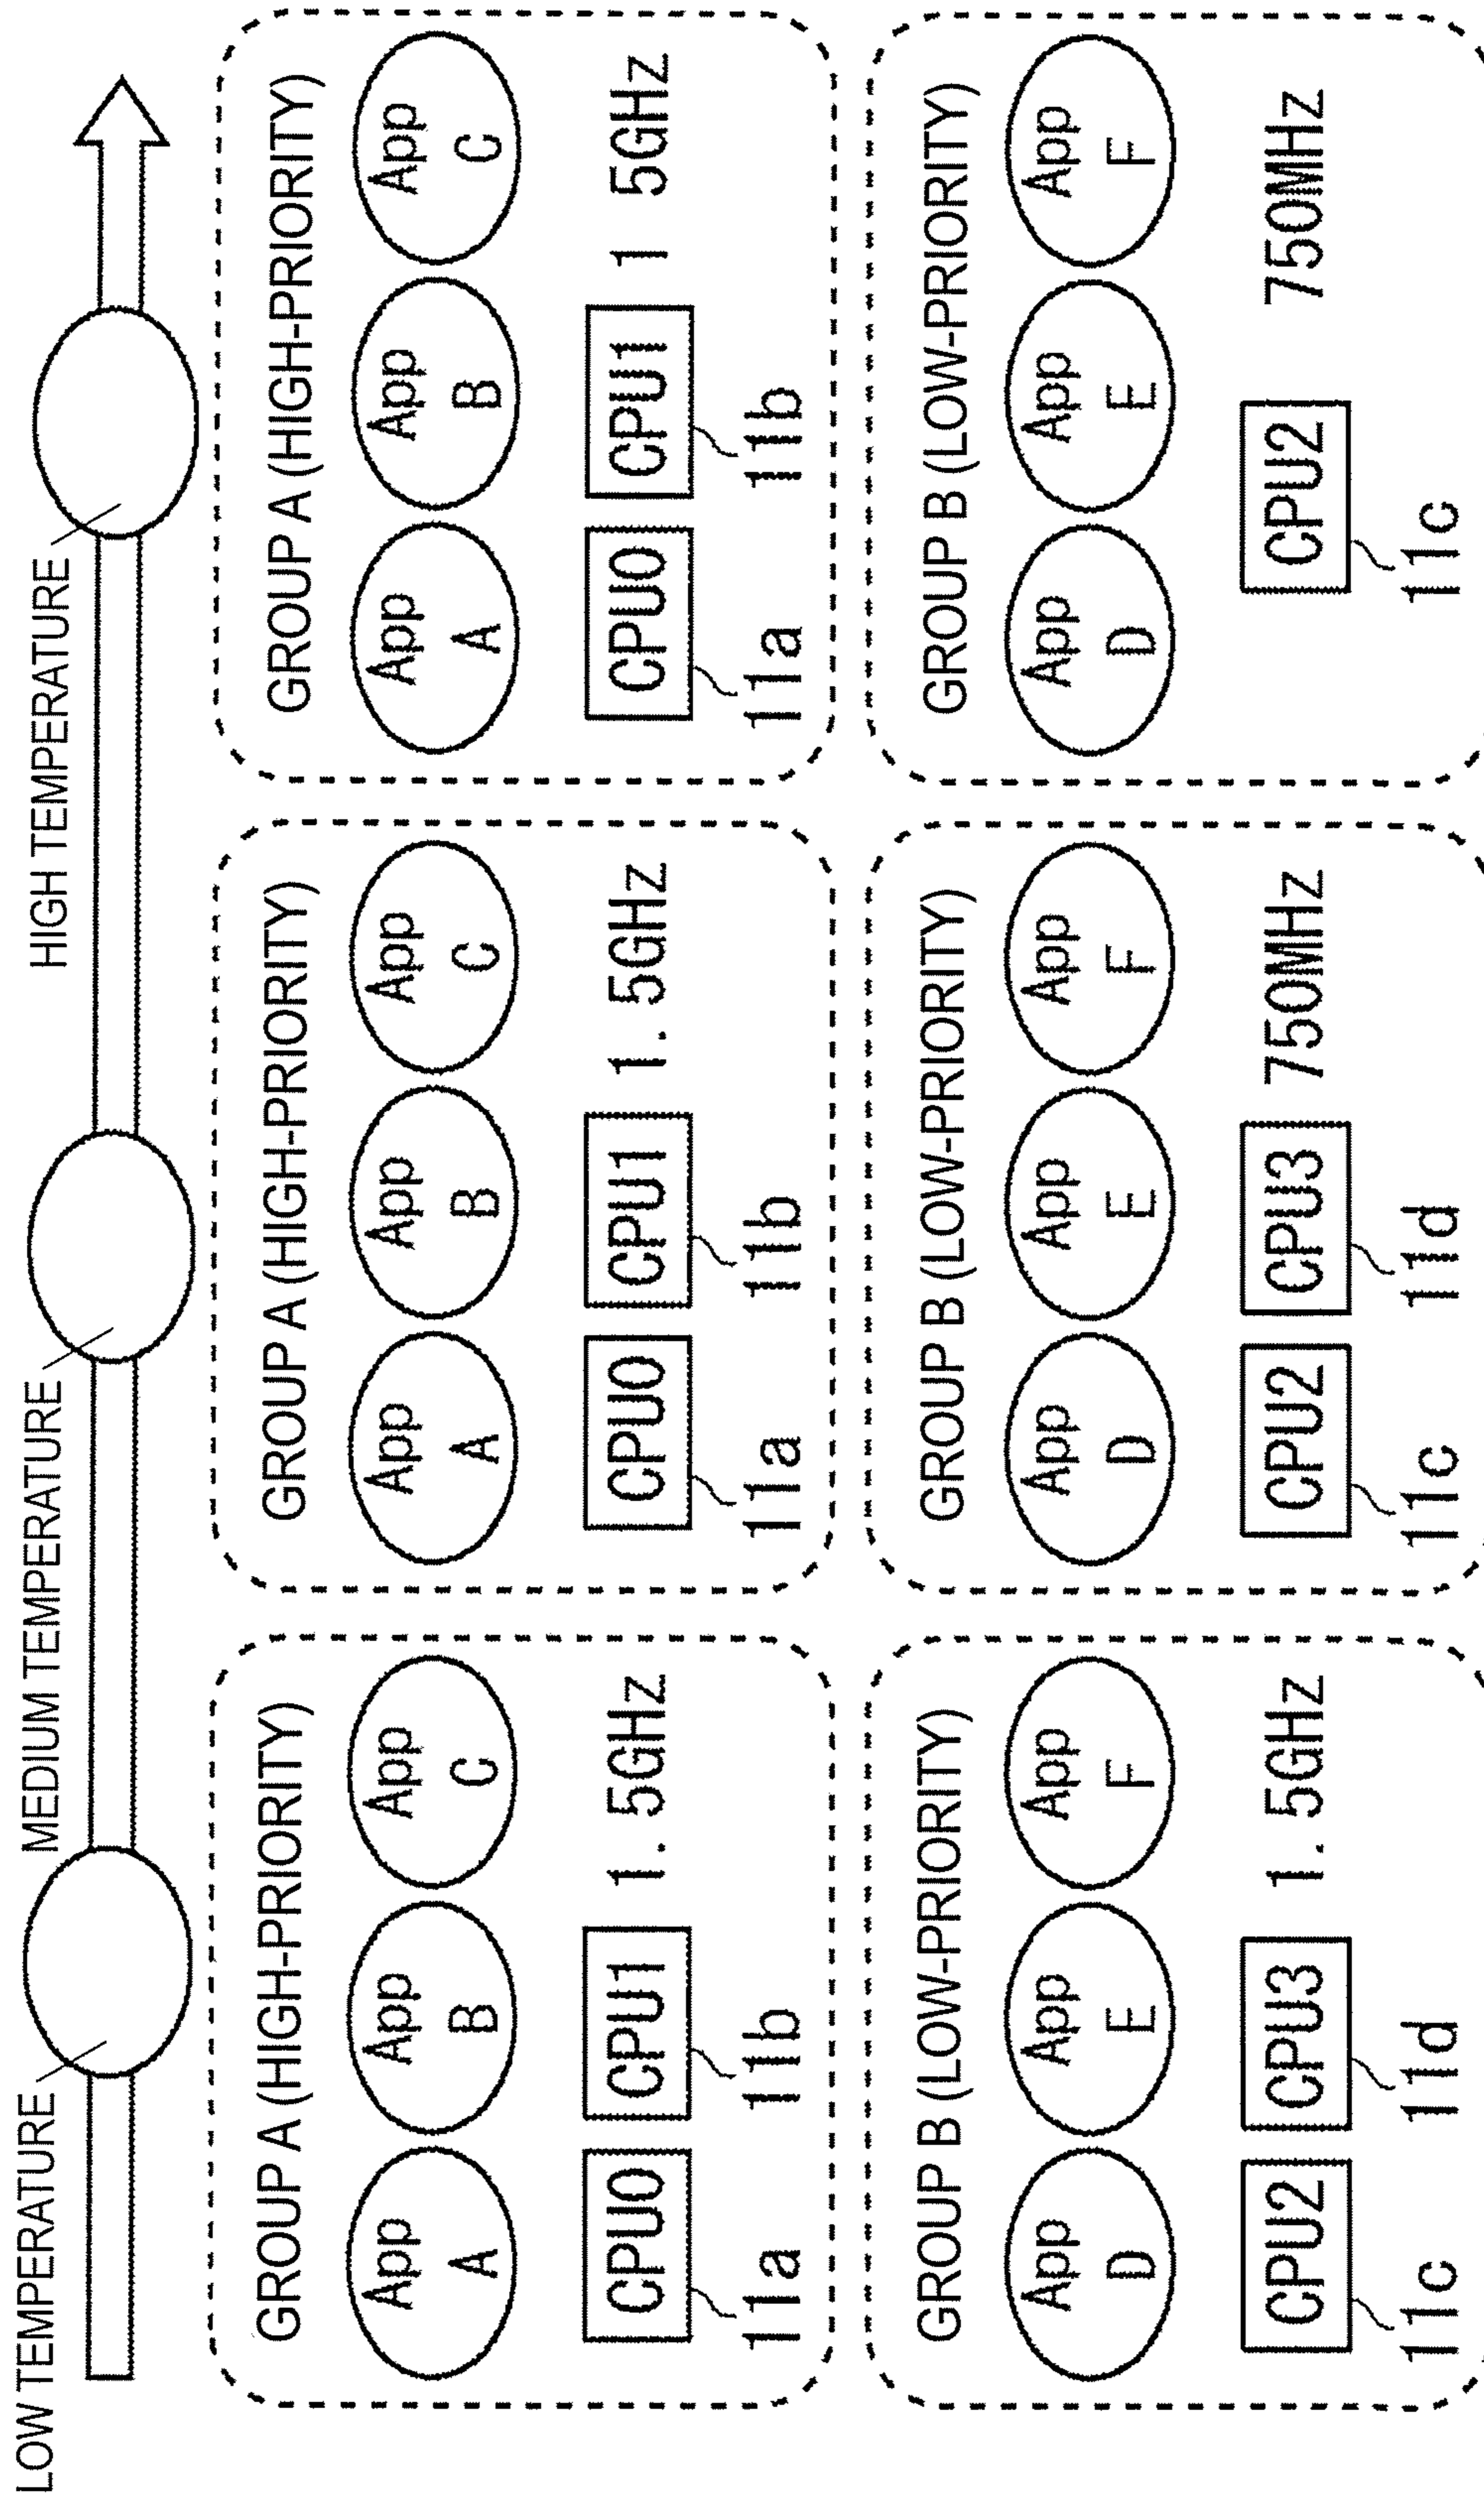 LOW TEMPERATURE
MEDIUM TEMPERATURE
HIGH TEMPERATURE
GROUP A (HIGH-PRIORITY)
App A
App B
App C
CPU0
CPU1
1. 5GHz
11a
11b
GROUP A (HIGH-PRIORITY)
App A
App B
App C
CPU0
CPU1
1. 5GHz
11a
11b
GROUP A (HIGH-PRIORITY)
App A
App B
App C
CPU0
CPU1
1 5GHz
11a
11b
GROUP B (LOW-PRIORITY)
App D
App E
App F
CPU2
CPU3
1. 5GHz
11c
11d
GROUP B (LOW-PRIORITY)
App D
App E
App F
CPU2
CPU3
750MHz
11c
11d
GROUP B (LOW-PRIORITY)
App D
App E
App F
CPU2
750MHz
11c